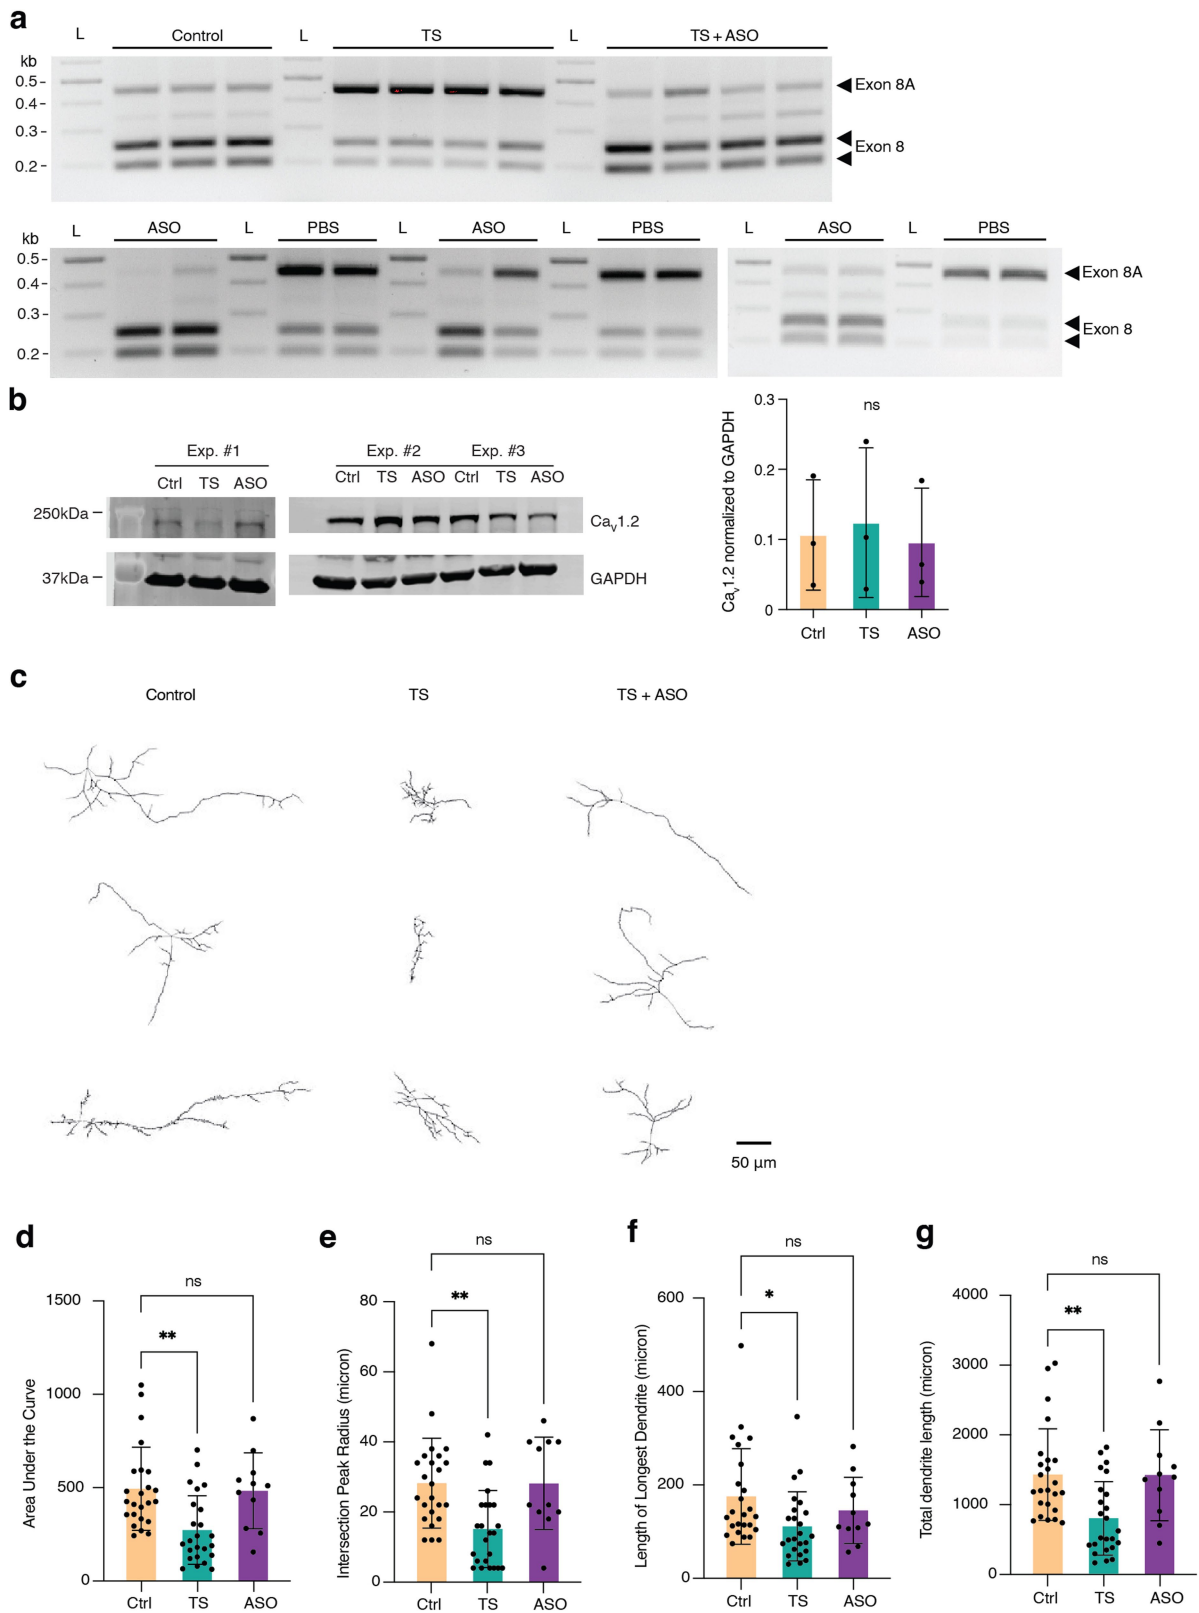 a
L Control L TS L TS + ASO
kb
0.5
0.4
0.3
0.2
Exon 8A
Exon 8
L ASO L PBS L ASO L PBS L ASO L PBS
kb
0.5
0.4
0.3
0.2
Exon 8A
Exon 8
b
Exp. #1 Exp. #2 Exp. #3
Ctrl TS ASO Ctrl TS ASO Ctrl TS ASO
250kDa
Cav1.2
37kDa
GAPDH
Cav1.2 normalized to GAPDH
0.3
0.2
0.1
0
ns
Ctrl TS ASO
c
Control TS TS + ASO
50 μm
d
Area Under the Curve
1500
1000
500
0
ns
**
Ctrl TS ASO
e
Intersection Peak Radius (micron)
80
60
40
20
0
ns
**
Ctrl TS ASO
f
Length of Longest Dendrite (micron)
600
400
200
0
ns
*
Ctrl TS ASO
g
Total dendrite length (micron)
4000
3000
2000
1000
0
ns
**
Ctrl TS ASO